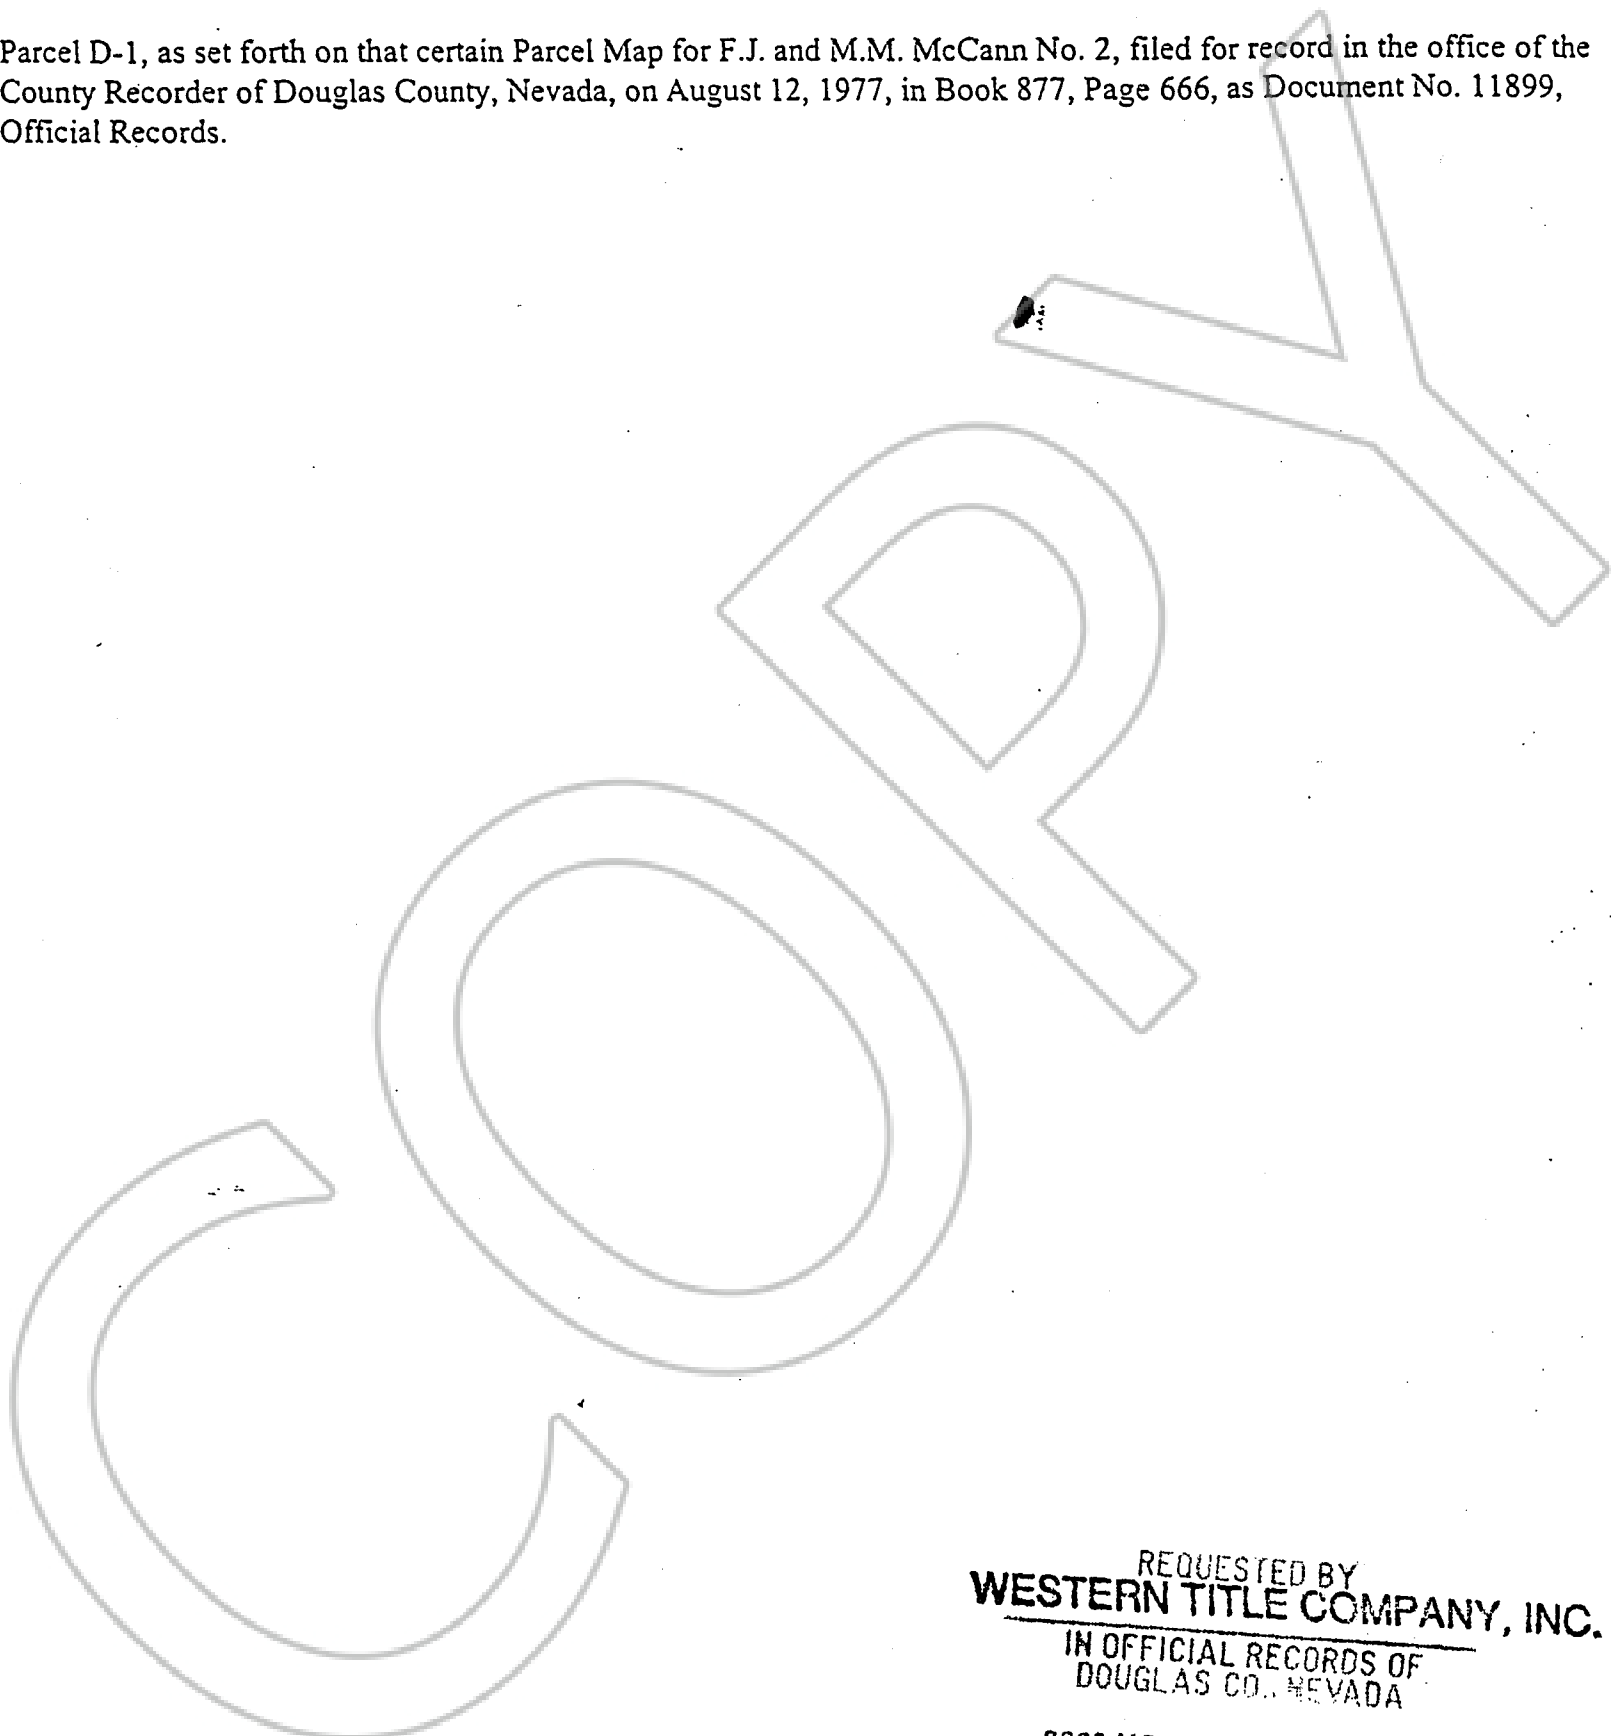 Parcel D-1, as set forth on that certain Parcel Map for F.J. and M.M. McCann No. 2, filed for record in the office of the
County Recorder of Douglas County, Nevada, on August 12, 1977, in Book 877, Page 666, as Document No. 11899,
Official Records.
COPY
REQUESTED BY
WESTERN TITLE COMPANY, INC.
IN OFFICIAL RECORDS OF
DOUGLAS CO., NEVADA